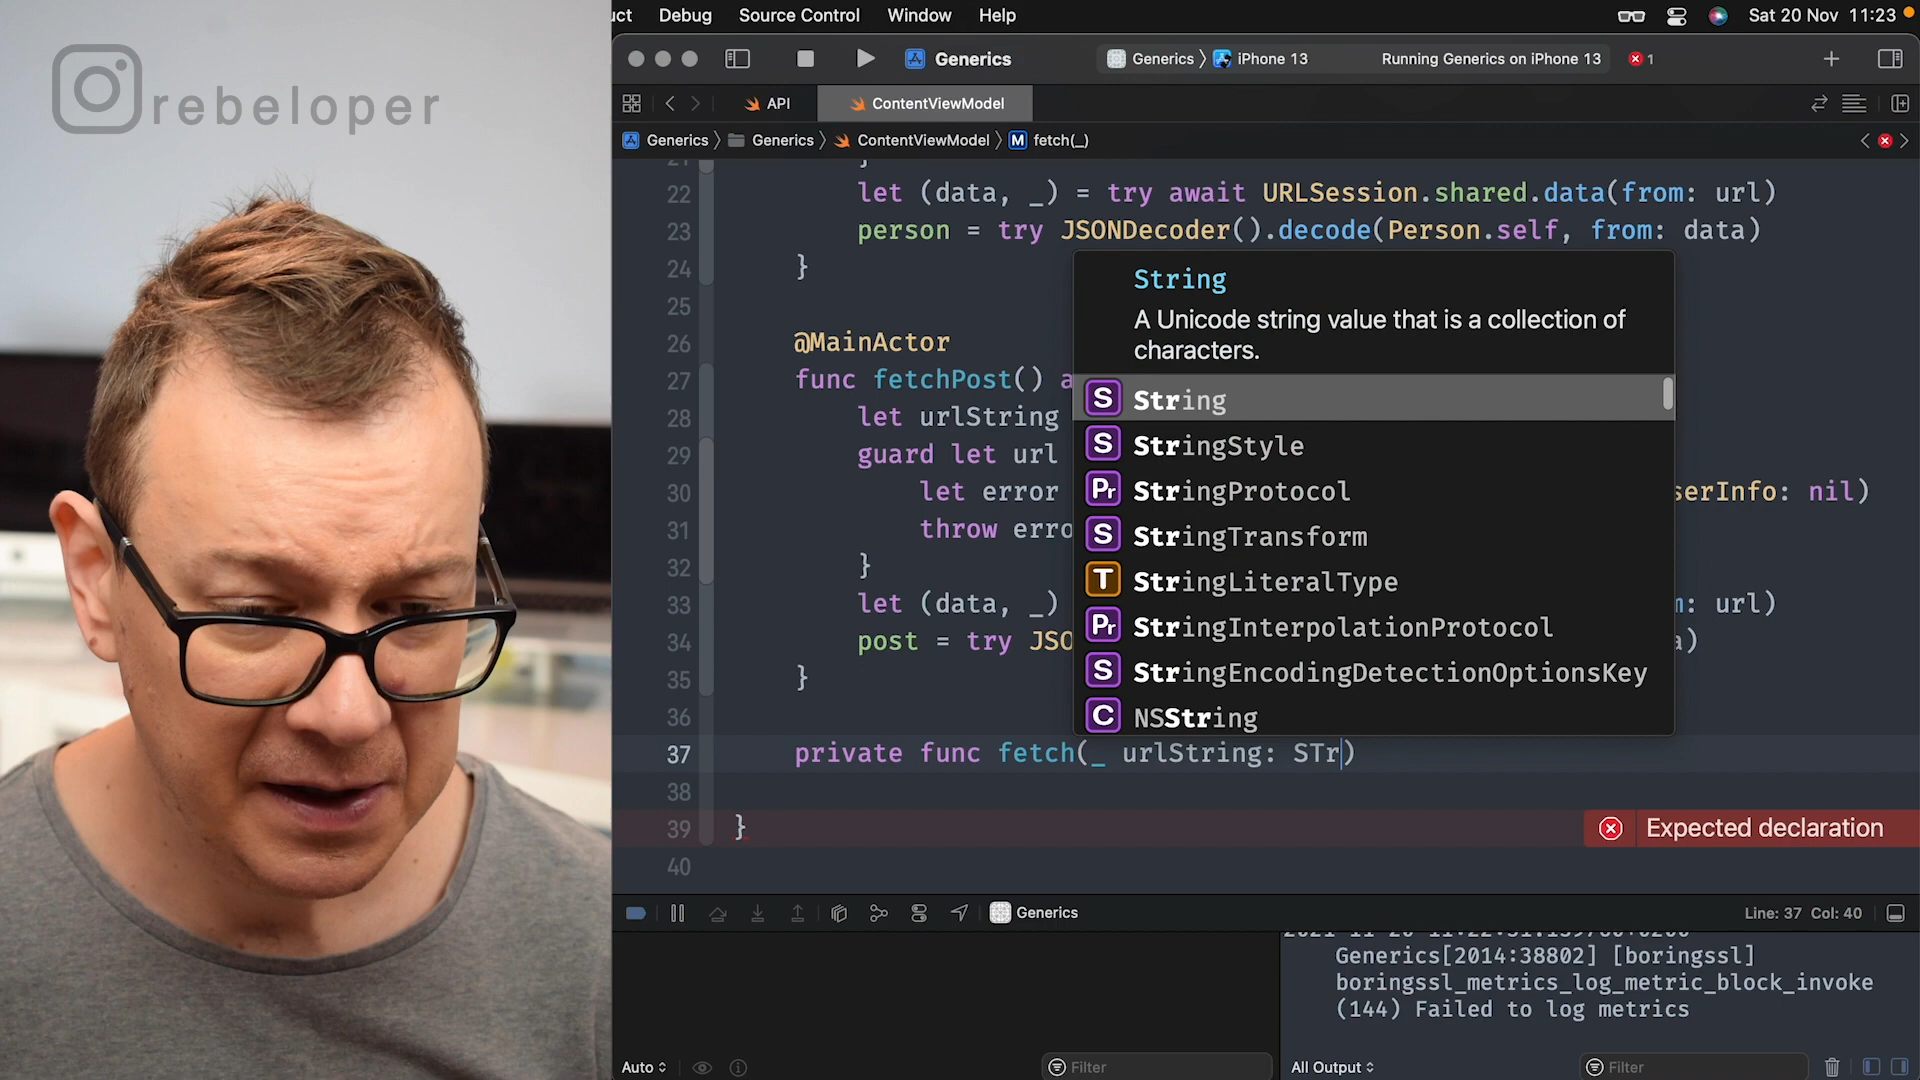 rebeloper
uct Debug Source Control Window Help
Sat 20 Nov 11:23
Generics
Generics 〉 iPhone 13
Running Generics on iPhone 13
1
API
ContentViewModel
Generics 〉 Generics 〉 ContentViewModel 〉 M fetch(_)
21 }
22 let (data, _) = try await URLSession.shared.data(from: url)
23 person = try JSONDecoder().decode(Person.self, from: data)
24 }
25
26 @MainActor
27 func fetchPost() a
28 let urlString
29 guard let url
30 let error serInfo: nil)
31 throw erro
32 }
33 let (data, _) m: url)
34 post = try JSO a)
35 }
36
37 private func fetch(_ urlString: STr)
38
39 }
Expected declaration
40
String
A Unicode string value that is a collection of
characters.
S String
S StringStyle
Pr StringProtocol
S StringTransform
T StringLiteralType
Pr StringInterpolationProtocol
S StringEncodingDetectionOptionsKey
C NSString
Generics
Line: 37 Col: 40
Generics[2014:38802] [boringssl]
boringssl_metrics_log_metric_block_invoke
(144) Failed to log metrics
Auto
Filter
All Output
Filter